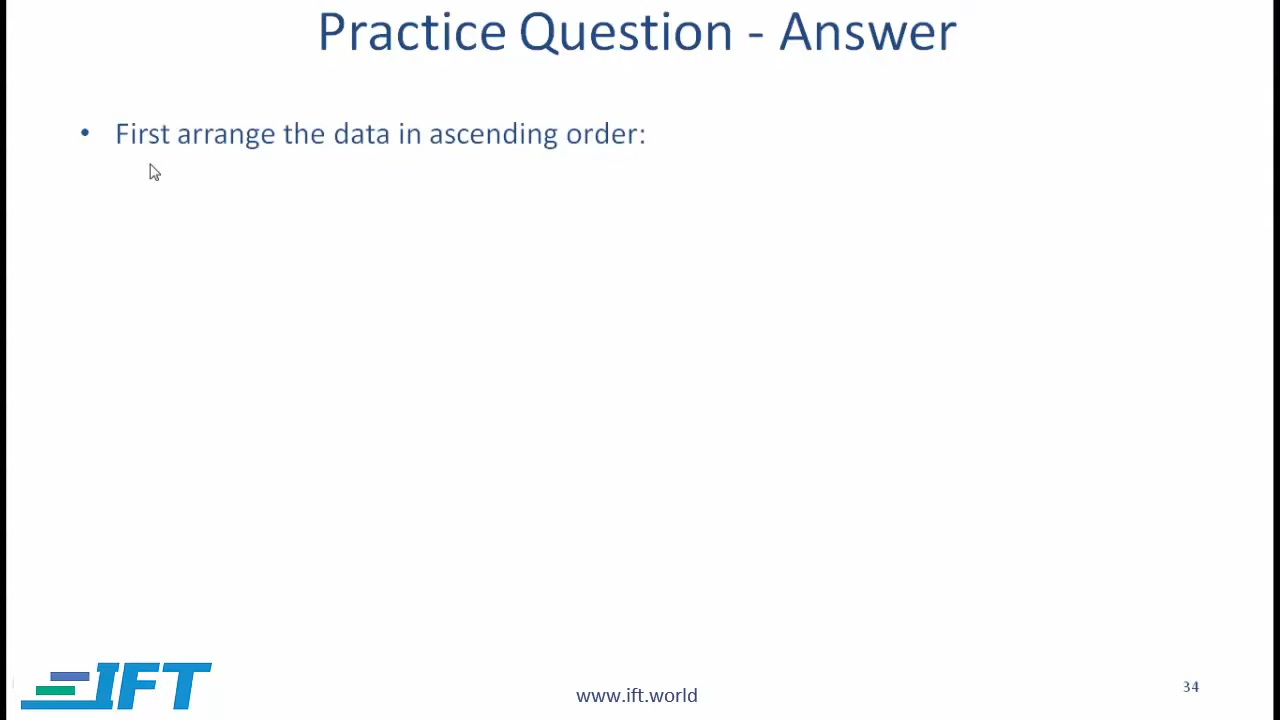 Practice Question - Answer
• First arrange the data in ascending order:
IFT
www.ift.world
34